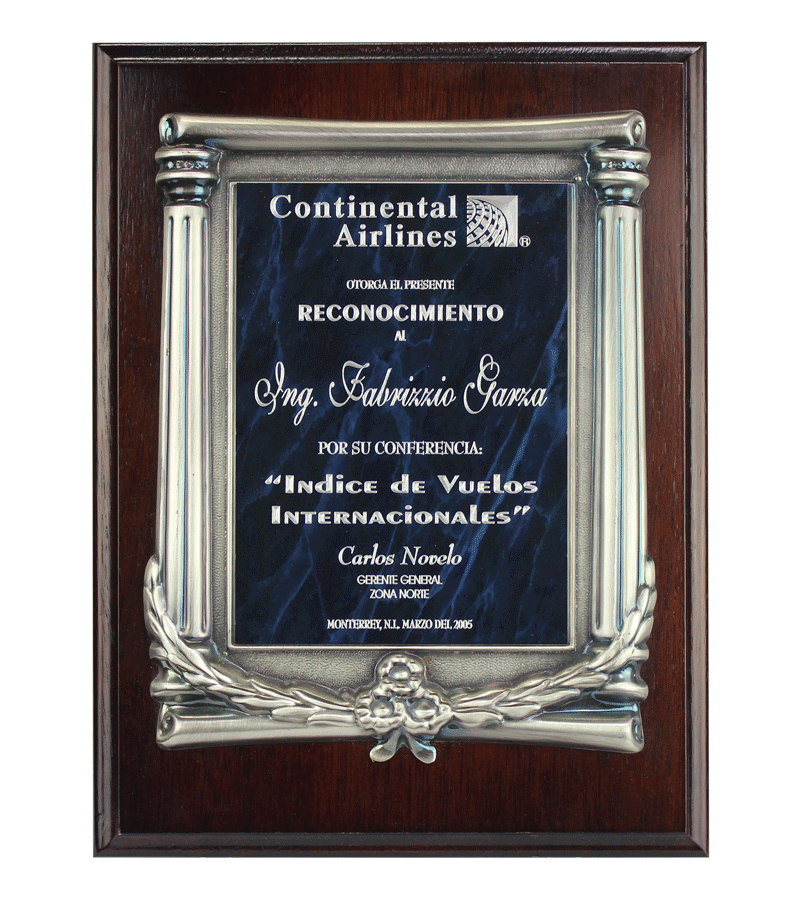 Continental
Airlines ®
OTORGA EL PRESENTE
RECONOCIMIENTO
AL
Ing. Fabrizzio Garza
POR SU CONFERENCIA:
“Indice de Vuelos
Internacionales”
Carlos Novelo
GERENTE GENERAL
ZONA NORTE
MONTERREY, N.L. MARZO DEL 2005